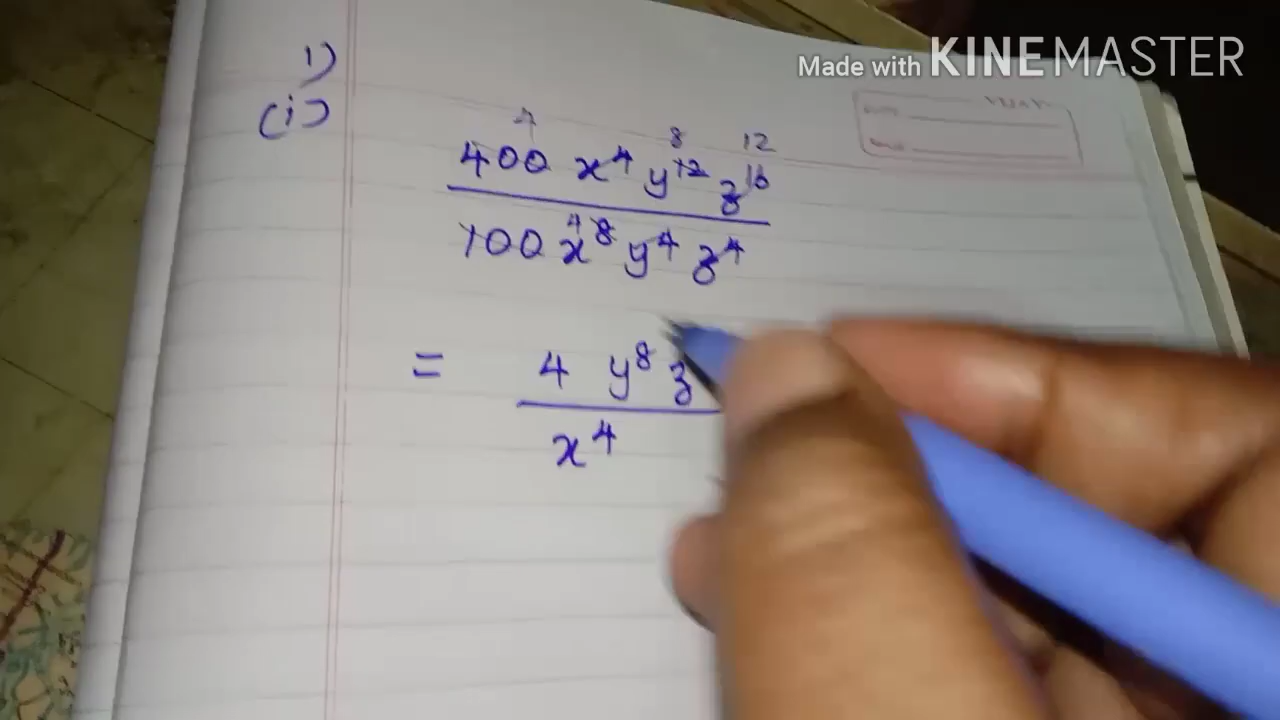 Made with KINEMASTER
1)
(i)
4 8 12
400 x⁴ y¹² z¹⁶
4
100 x⁸ y⁴ z⁴
= 4 y⁸ z
x⁴